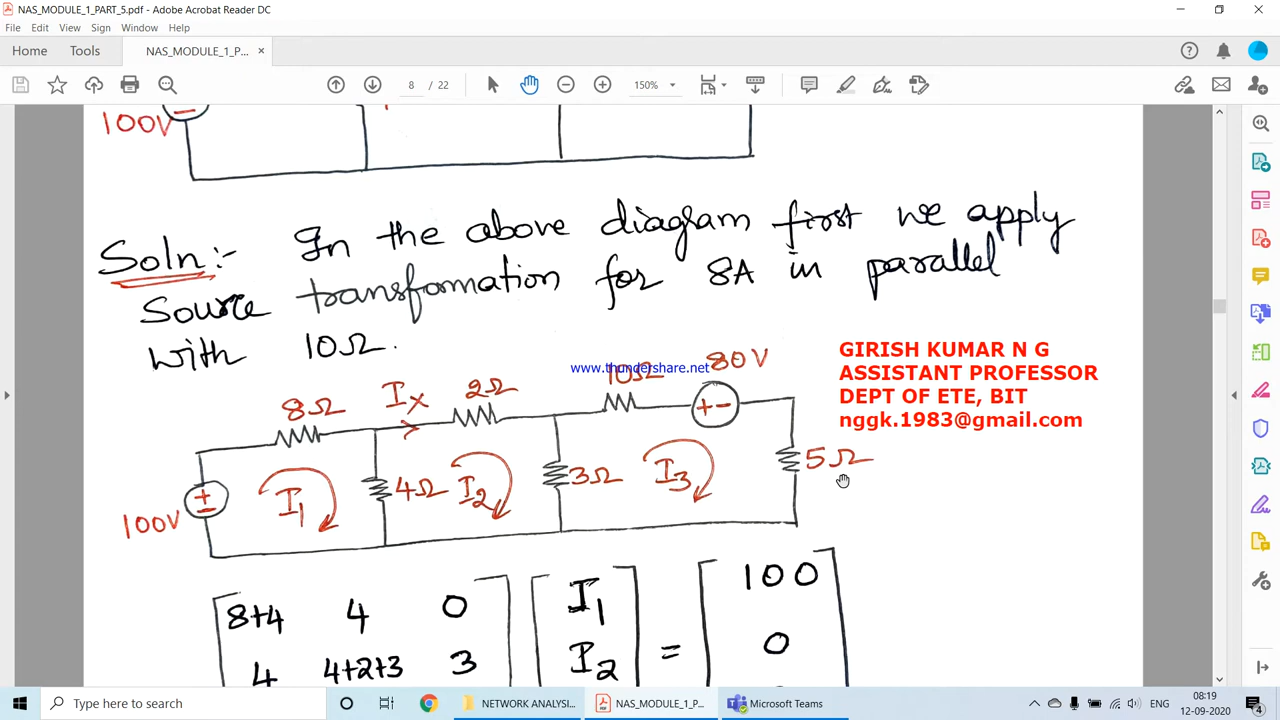 NAS_MODULE_1_PART_5.pdf - Adobe Acrobat Reader DC
File Edit View Sign Window Help
Home Tools NAS_MODULE_1_P... ×
8 / 22 150%
100V
Soln:- In the above diagram first we apply
Source transformation for 8A in parallel
with 10Ω.
www.thundershare.net
GIRISH KUMAR N G
ASSISTANT PROFESSOR
DEPT OF ETE, BIT
nggk.1983@gmail.com
8Ω Ix 2Ω 10Ω 80V
+ -
100V + - I1 4Ω I2 3Ω I3 5Ω
8+4 4 0 I1 100
4 4+2+3 3 I2 = 0
Type here to search
NETWORK ANALYSI...
NAS_MODULE_1_P...
Microsoft Teams
ENG
08:19
12-09-2020
4